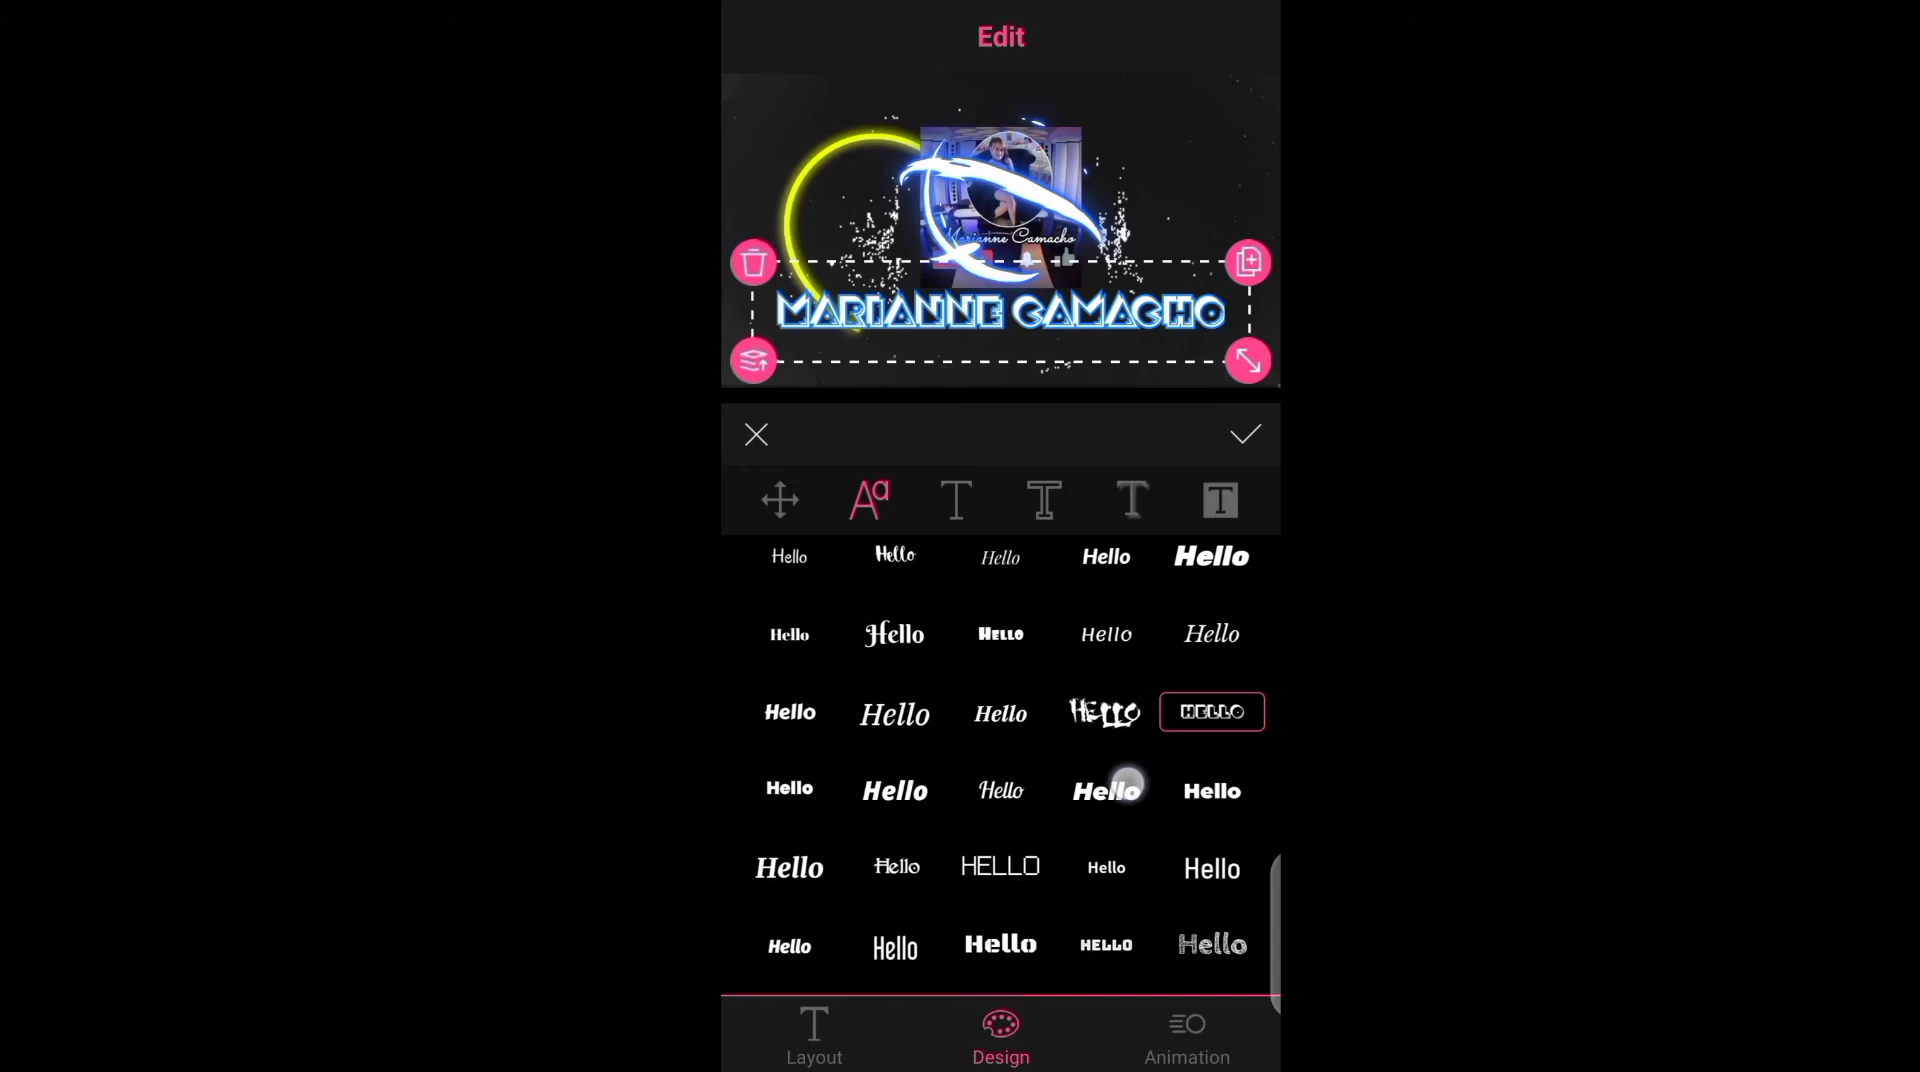 Edit
Marianne Camacho
MARIANNE CAMACHO
Aa T T T T
Hello Hello Hello Hello Hello
Hello Hello HELLO Hello Hello
Hello Hello Hello HELLO HELLO
Hello Hello Hello Hello Hello
Hello Hello HELLO Hello Hello
Hello Hello Hello HELLO Hello
T
Layout Design Animation